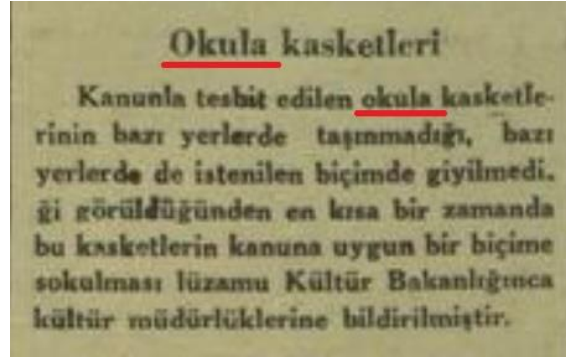 Okula kasketleri
Kanunla tesbit edilen okula kasketle-
rinin bazı yerlerde taşınmadığı, bazı
yerlerde de istenilen biçimde giyilmedi.
ği görüldüğünden en kısa bir zamanda
bu kasketlerin kanuna uygun bir biçime
sokulması lüzamu Kültür Bakanlığınca
kültür müdürlüklerine bildirilmiştir.